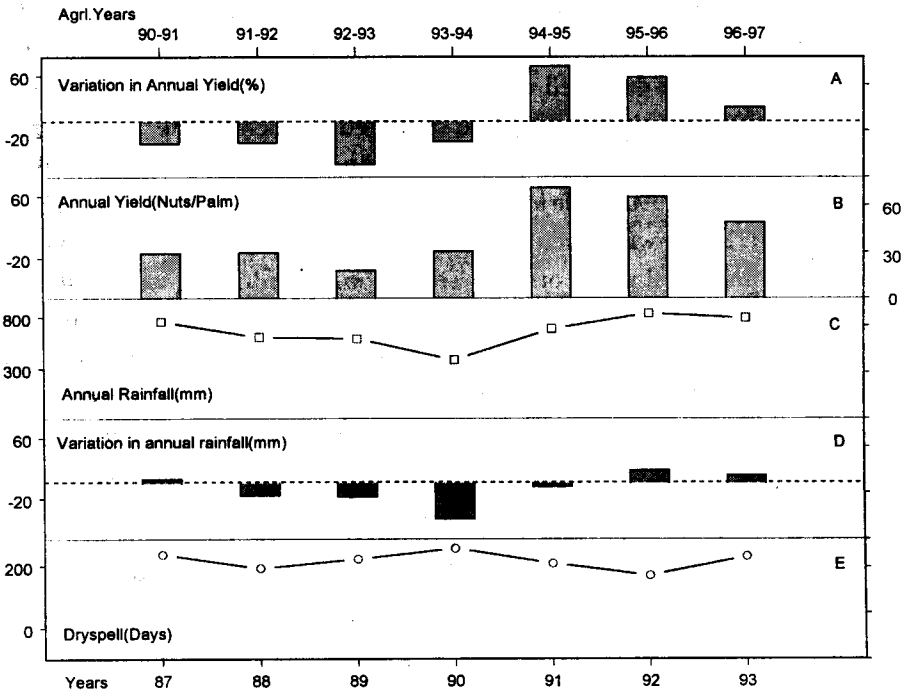 Agrl.Years
90-91 91-92 92-93 93-94 94-95 95-96 96-97
60
Variation in Annual Yield(%) A
-20
60
Annual Yield(Nuts/Palm) B 60
-20 30
0
800 C
300
Annual Rainfall(mm)
60
Variation in annual rainfall(mm) D
-20
200 E
0 Dryspell(Days)
Years 87 88 89 90 91 92 93